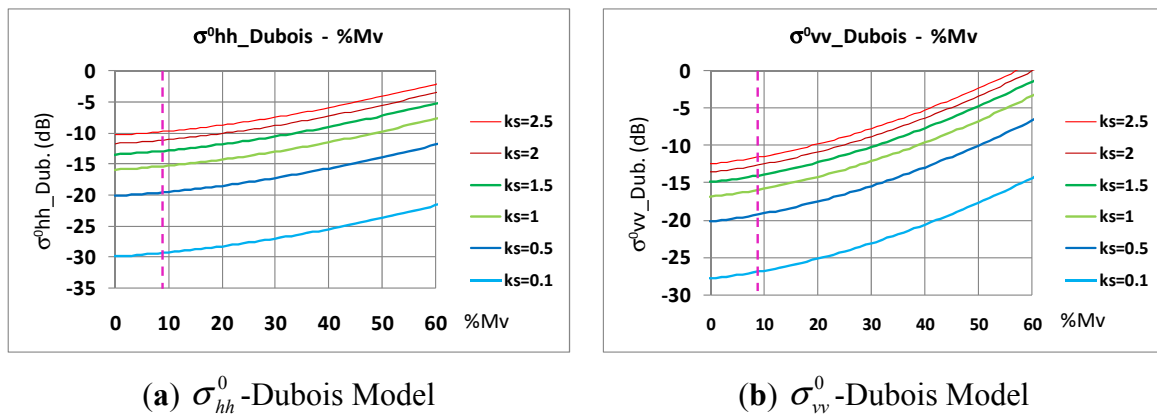 σ⁰hh_Dubois - %Mv
σ⁰hh_Dub. (dB)
0
-5
-10
-15
-20
-25
-30
-35
0 10 20 30 40 50 60 %Mv
ks=2.5
ks=2
ks=1.5
ks=1
ks=0.5
ks=0.1
(a) σ⁰hh-Dubois Model
σ⁰vv_Dubois - %Mv
σ⁰vv_Dub. (dB)
0
-5
-10
-15
-20
-25
-30
0 10 20 30 40 50 60 %Mv
ks=2.5
ks=2
ks=1.5
ks=1
ks=0.5
ks=0.1
(b) σ⁰vv-Dubois Model